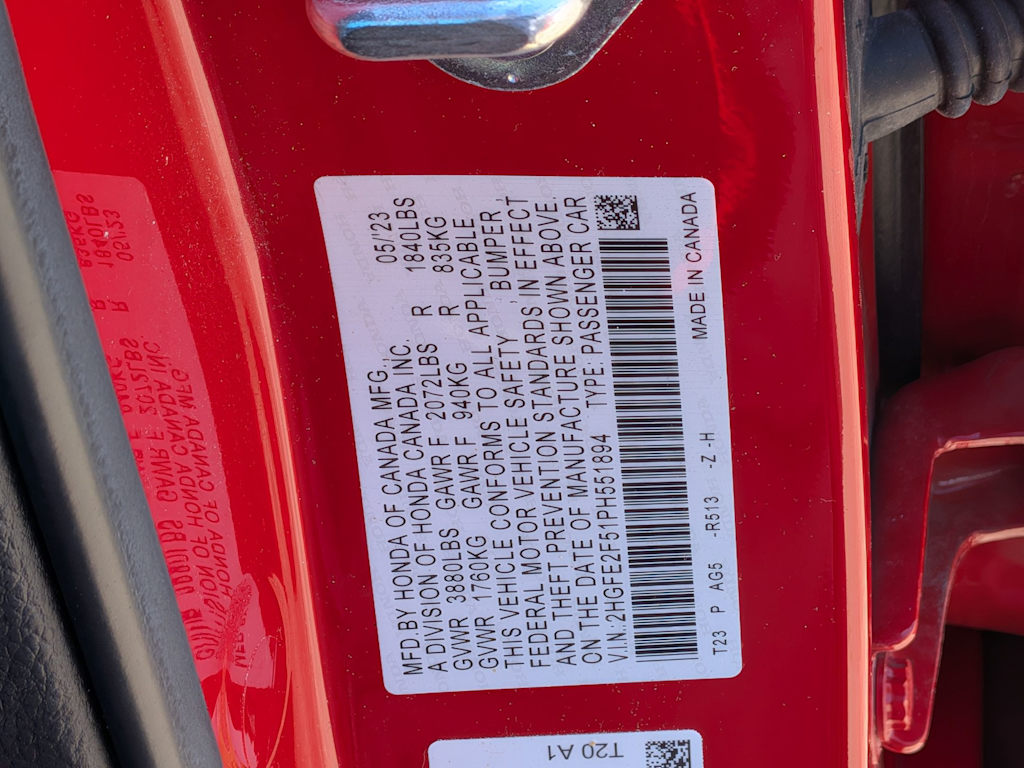 MFD.BY HONDA OF CANADA MFG. 05/23
A DIVISION OF HONDA CANADA INC.
GVWR 3880LBS GAWR F 2072LBS R 1840LBS
GVWR 1760KG GAWR F 940KG R 835KG
THIS VEHICLE CONFORMS TO ALL APPLICABLE
FEDERAL MOTOR VEHICLE SAFETY , BUMPER ,
AND THEFT PREVENTION STANDARDS IN EFFECT
ON THE DATE OF MANUFACTURE SHOWN ABOVE.
V.I.N.:2HGFE2F51PH551894 TYPE: PASSENGER CAR
T23 P AG5 -R513 -Z -H MADE IN CANADA
T20 A1